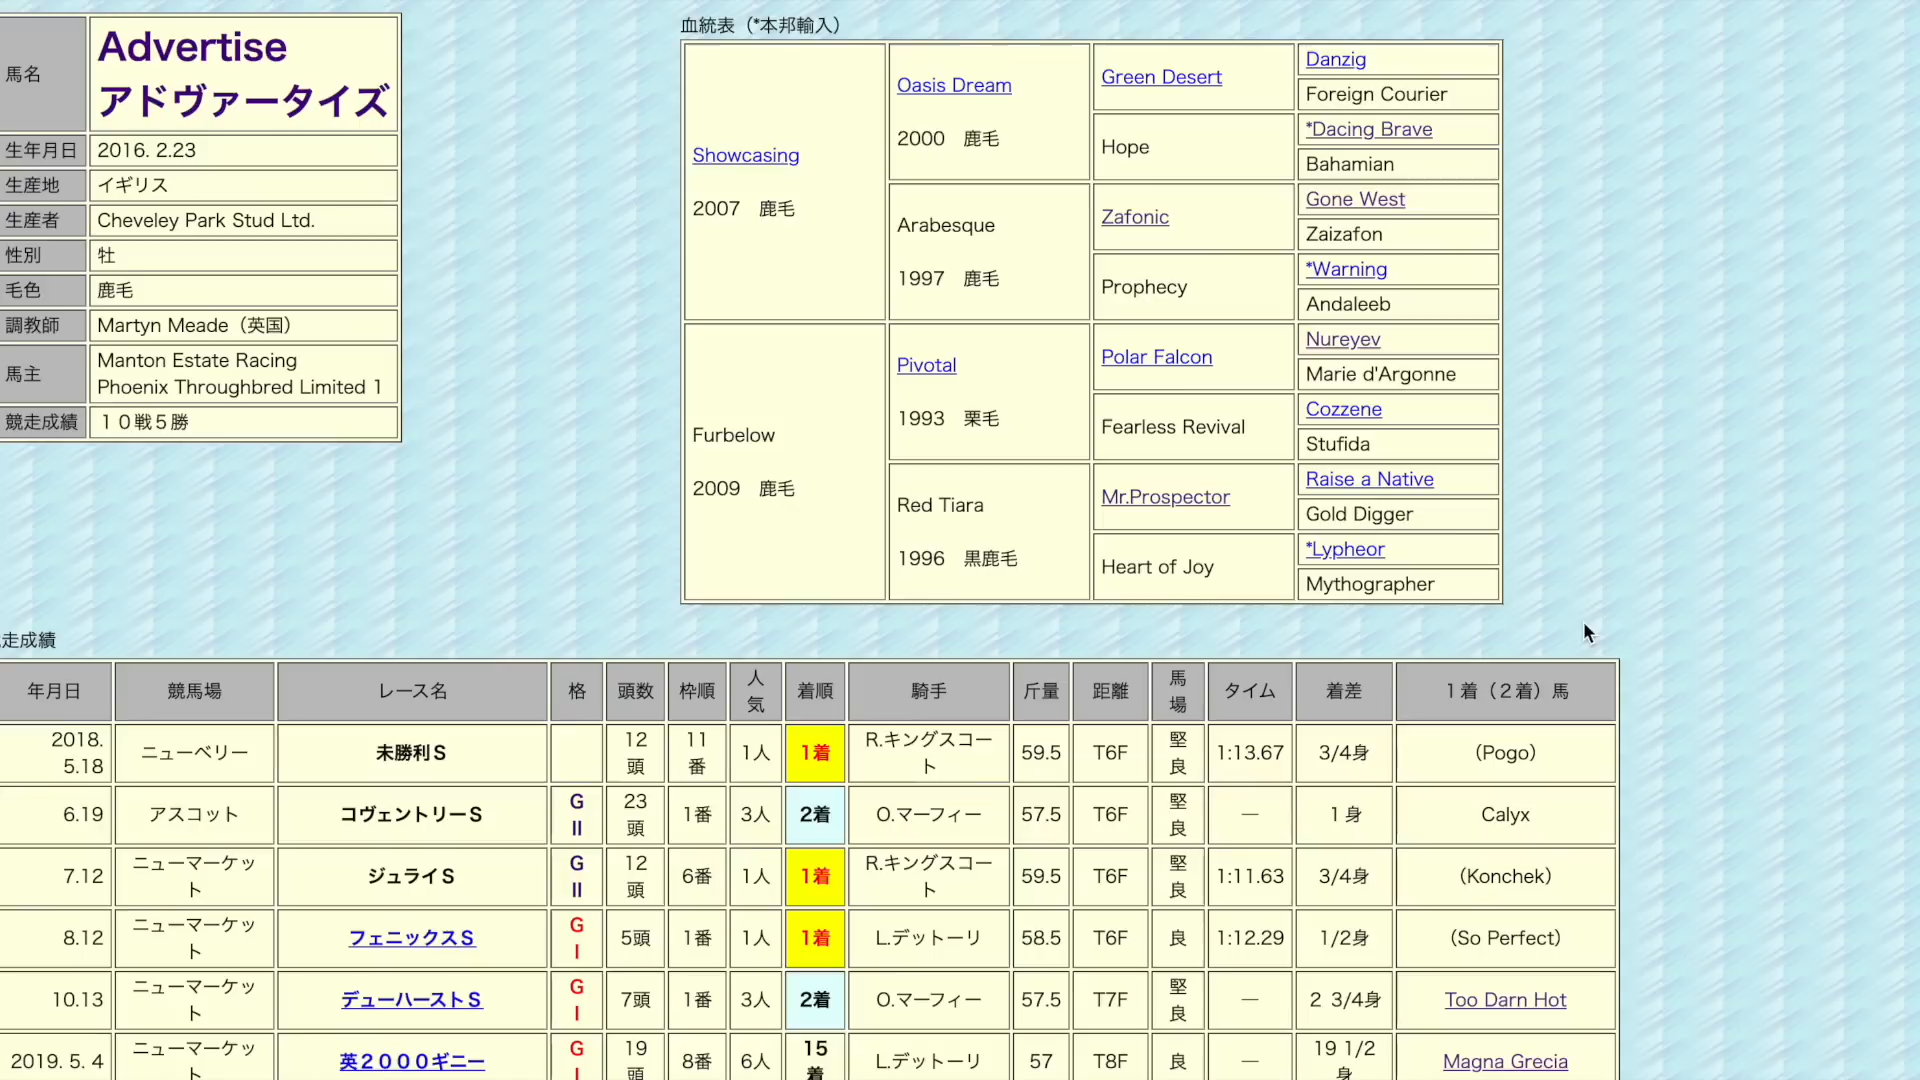 馬名
Advertise
アドヴァータイズ
生年月日 2016. 2.23
生産地 イギリス
生産者 Cheveley Park Stud Ltd.
性別 牡
毛色 鹿毛
調教師 Martyn Meade（英国）
馬主 Manton Estate Racing
Phoenix Throughbred Limited 1
競走成績 １０戦５勝
血統表（*本邦輸入）
Showcasing
2007 鹿毛
Oasis Dream
2000 鹿毛
Green Desert
Danzig
Foreign Courier
Hope
*Dacing Brave
Bahamian
Arabesque
1997 鹿毛
Zafonic
Gone West
Zaizafon
Prophecy
*Warning
Andaleeb
Furbelow
2009 鹿毛
Pivotal
1993 栗毛
Polar Falcon
Nureyev
Marie d'Argonne
Fearless Revival
Cozzene
Stufida
Red Tiara
1996 黒鹿毛
Mr.Prospector
Raise a Native
Gold Digger
Heart of Joy
*Lypheor
Mythographer
走成績
年月日 競馬場 レース名 格 頭数 枠順 人気 着順 騎手 斤量 距離 馬場 タイム 着差 １着（２着）馬
2018. 5.18 ニューベリー 未勝利Ｓ 12頭 11番 1人 1着 R.キングスコート 59.5 T6F 堅良 1:13.67 3/4身 （Pogo）
6.19 アスコット コヴェントリーＳ GⅡ 23頭 1番 3人 2着 O.マーフィー 57.5 T6F 堅良 — 1 身 Calyx
7.12 ニューマーケット ジュライＳ GⅡ 12頭 6番 1人 1着 R.キングスコート 59.5 T6F 堅良 1:11.63 3/4身 （Konchek）
8.12 ニューマーケット フェニックスＳ GⅠ 5頭 1番 1人 1着 L.デットーリ 58.5 T6F 良 1:12.29 1/2身 （So Perfect）
10.13 ニューマーケット デューハーストＳ GⅠ 7頭 1番 3人 2着 O.マーフィー 57.5 T7F 堅良 — 2 3/4身 Too Darn Hot
2019. 5. 4 ニューマーケット 英２０００ギニー GⅠ 19頭 8番 6人 15着 L.デットーリ 57 T8F 良 — 19 1/2身 Magna Grecia